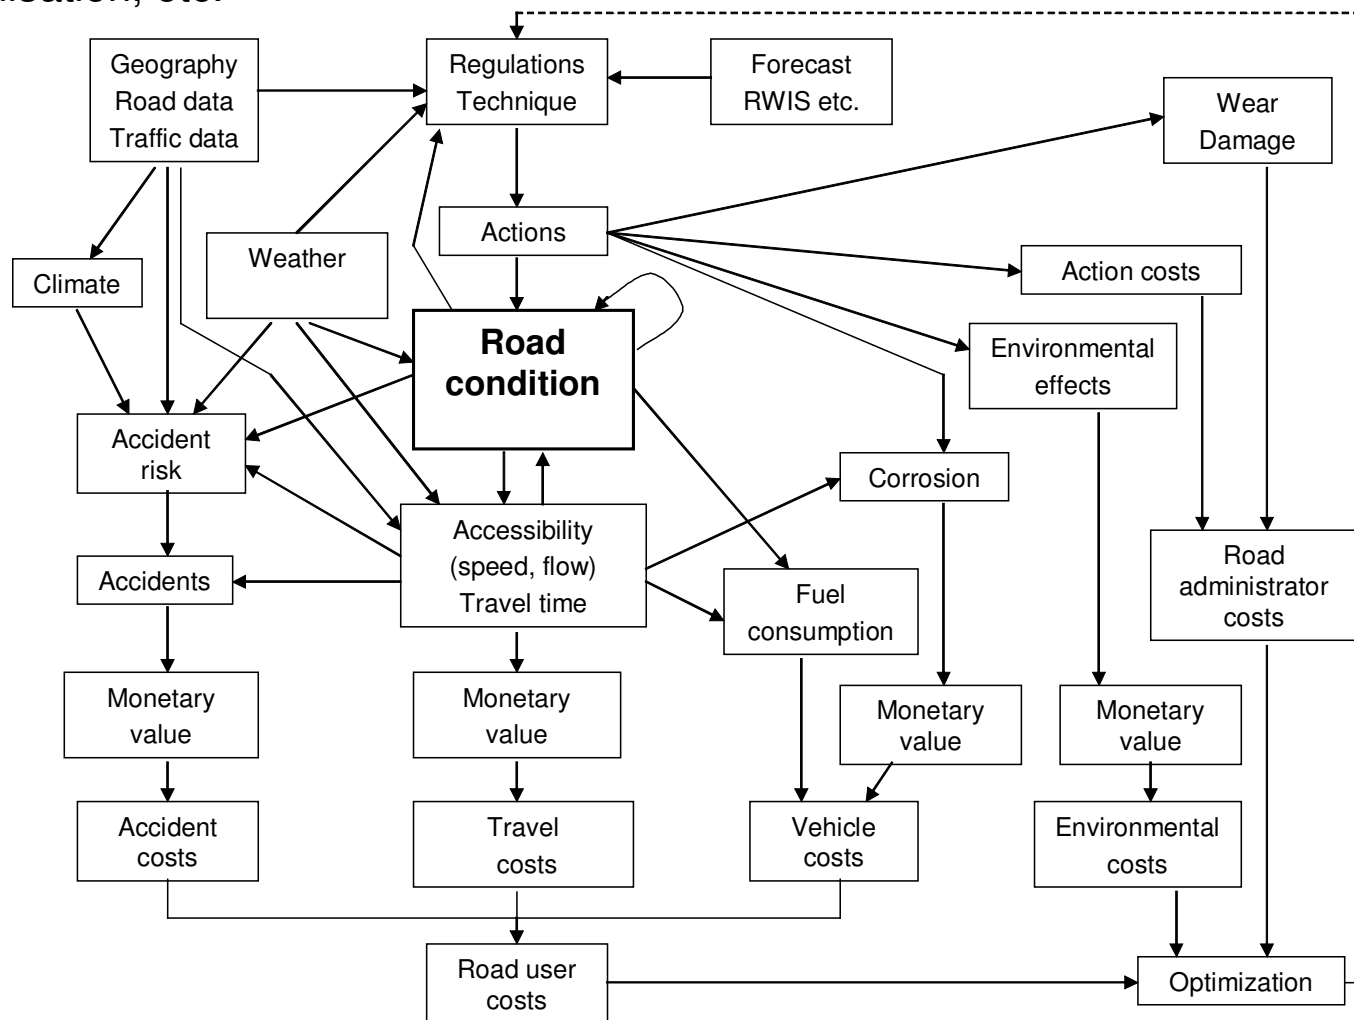 etc.
Geography
Road data
Traffic data
Regulations
Technique
Forecast
RWIS etc.
Wear
Damage
Actions
Weather
Climate
Action costs
Road
condition
Environmental
effects
Accident
risk
Corrosion
Accessibility
(speed, flow)
Travel time
Accidents
Fuel
consumption
Road
administrator
costs
Monetary
value
Monetary
value
Monetary
value
Monetary
value
Accident
costs
Travel
costs
Vehicle
costs
Environmental
costs
Road user
costs
Optimization